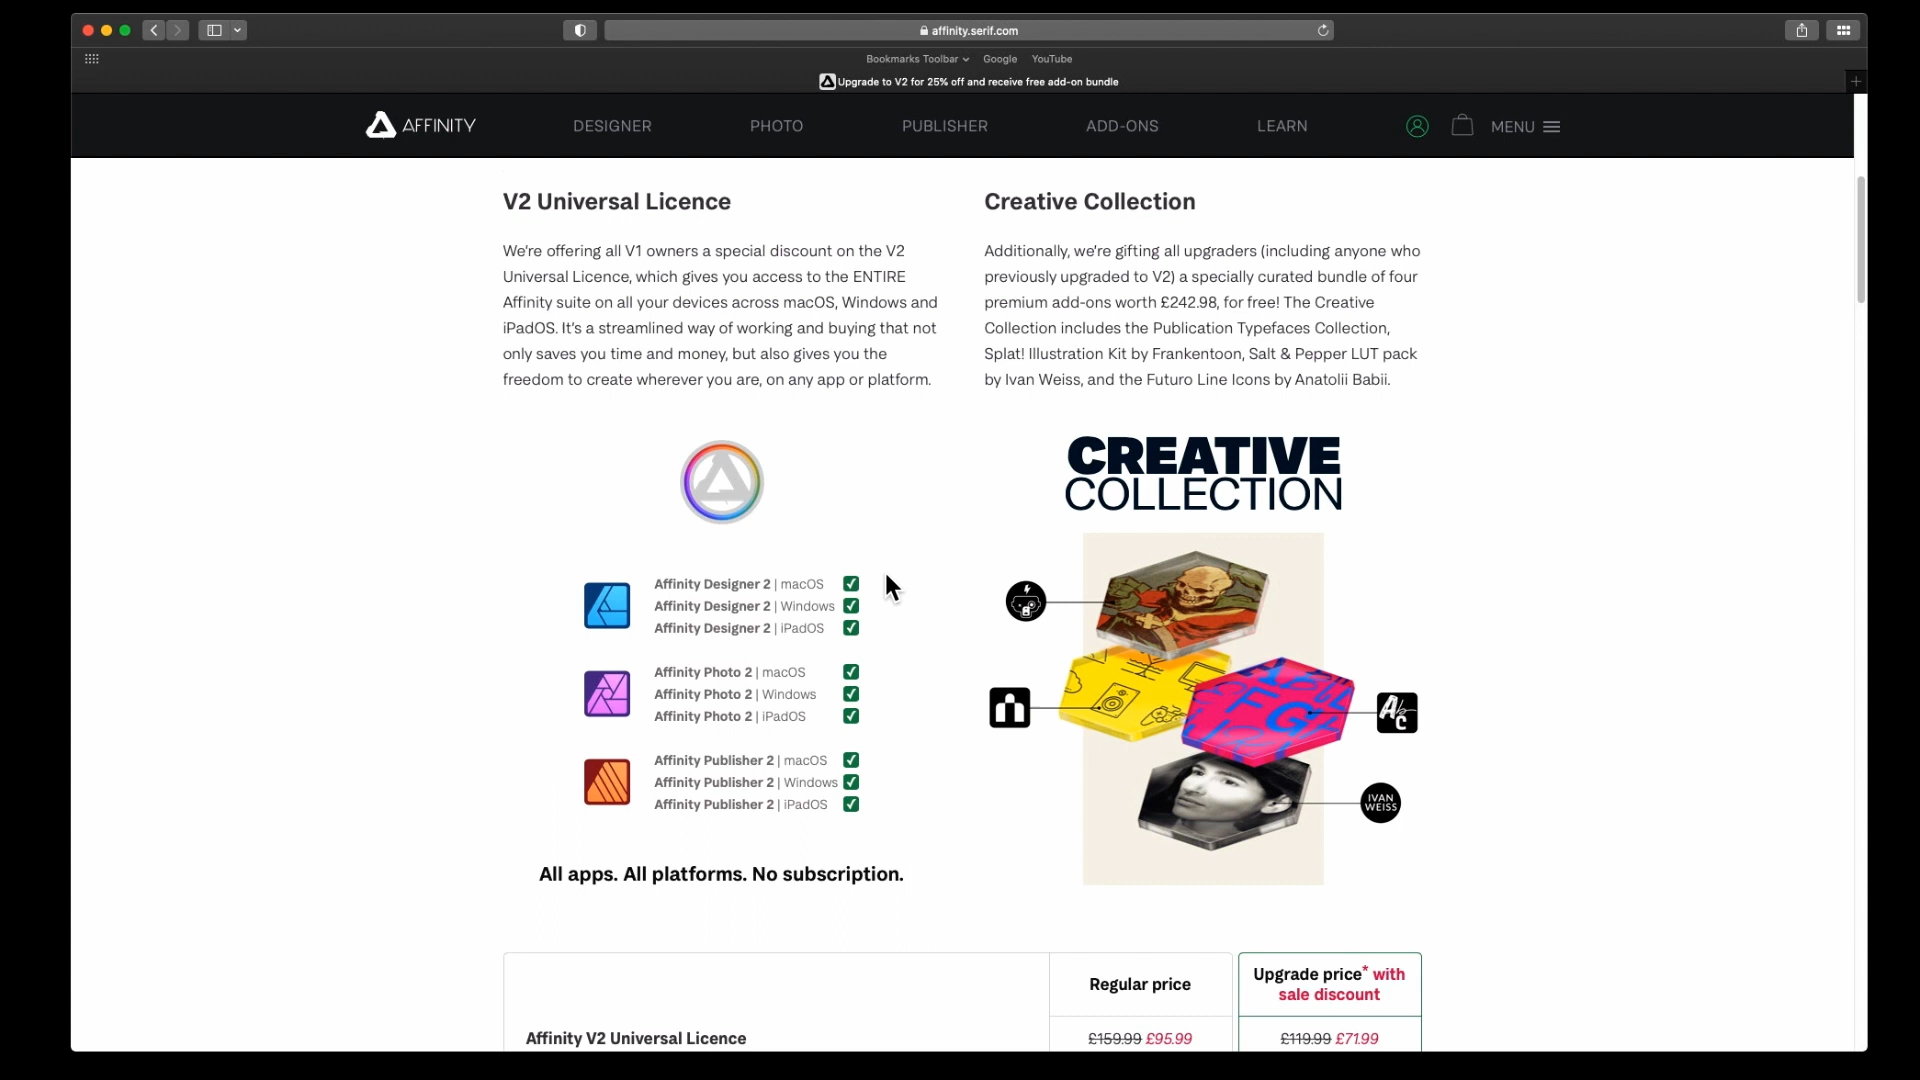 affinity.serif.com
Bookmarks Toolbar
Google
YouTube
Upgrade to V2 for 25% off and receive free add-on bundle
AFFINITY
DESIGNER
PHOTO
PUBLISHER
ADD-ONS
LEARN
MENU
V2 Universal Licence
We're offering all V1 owners a special discount on the V2
Universal Licence, which gives you access to the ENTIRE
Affinity suite on all your devices across macOS, Windows and
iPadOS. It's a streamlined way of working and buying that not
only saves you time and money, but also gives you the
freedom to create wherever you are, on any app or platform.
Affinity Designer 2 | macOS
Affinity Designer 2 | Windows
Affinity Designer 2 | iPadOS
Affinity Photo 2 | macOS
Affinity Photo 2 | Windows
Affinity Photo 2 | iPadOS
Affinity Publisher 2 | macOS
Affinity Publisher 2 | Windows
Affinity Publisher 2 | iPadOS
All apps. All platforms. No subscription.
Creative Collection
Additionally, we're gifting all upgraders (including anyone who
previously upgraded to V2) a specially curated bundle of four
premium add-ons worth £242.98, for free! The Creative
Collection includes the Publication Typefaces Collection,
Splat! Illustration Kit by Frankentoon, Salt & Pepper LUT pack
by Ivan Weiss, and the Futuro Line Icons by Anatolii Babii.
CREATIVE
COLLECTION
AbC
IVAN
WEISS
Regular price
Upgrade price* with
sale discount
Affinity V2 Universal Licence
£159.99 £95.99
£119.99 £71.99